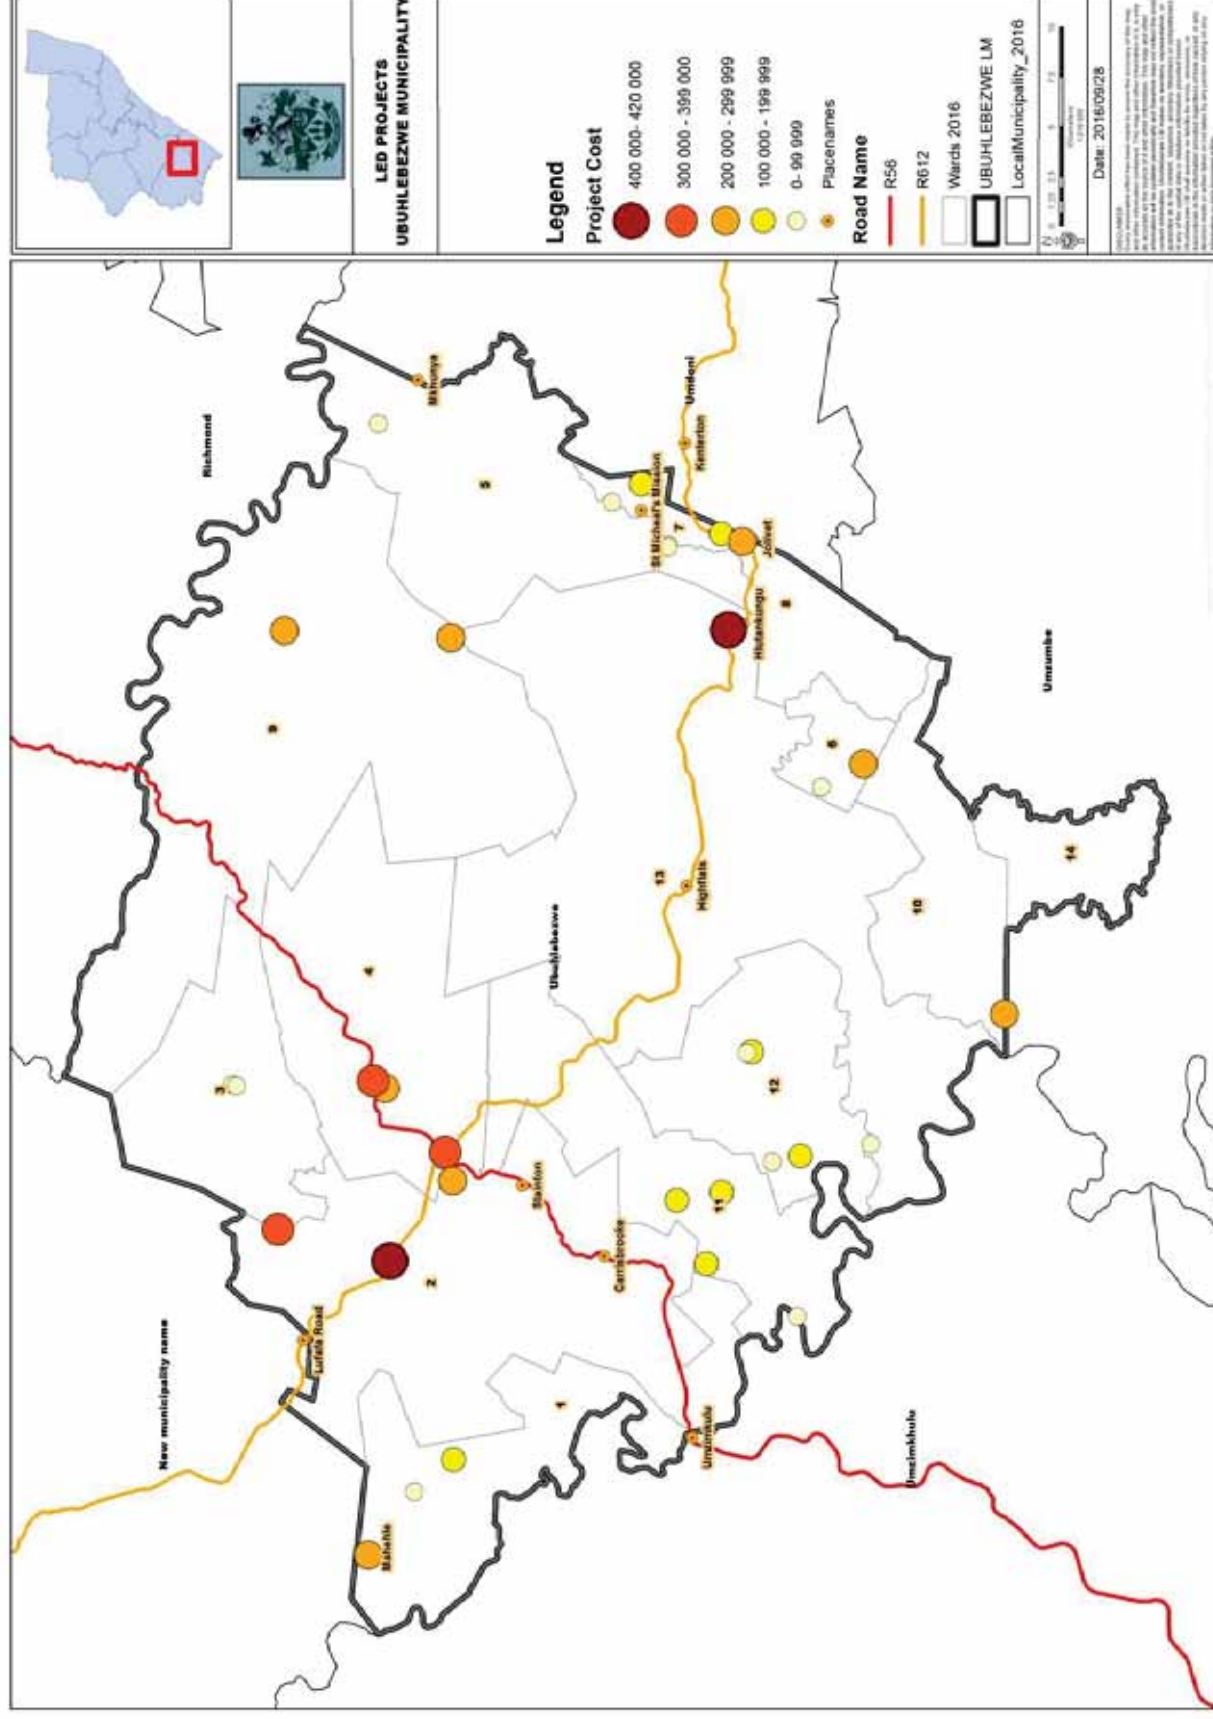 LED PROJECTS
UBUHLEBEZWE MUNICIPALITY
Legend
Project Cost
400 000- 420 000
300 000 - 399 000
200 000 - 299 999
100 000 - 199 999
0- 99 999
Placenames
Road Name
R56
R612
Wards 2016
UBUHLEBEZWE LM
LocalMunicipality_2016
Date: 2016/09/28
New municipality name
Richmond
Lufafa Road
Mahehle
3
9
2
4
5
Mkhunya
1
Stainton
Ubuhlebezwe
Carrisbrooke
St Michael's Mission
7
Kenterton
Umdoni
Umzimkulu
11
13
Highflats
Hlutankungu
Jolivet
8
12
6
10
14
Umzimkhulu
Umzumbe